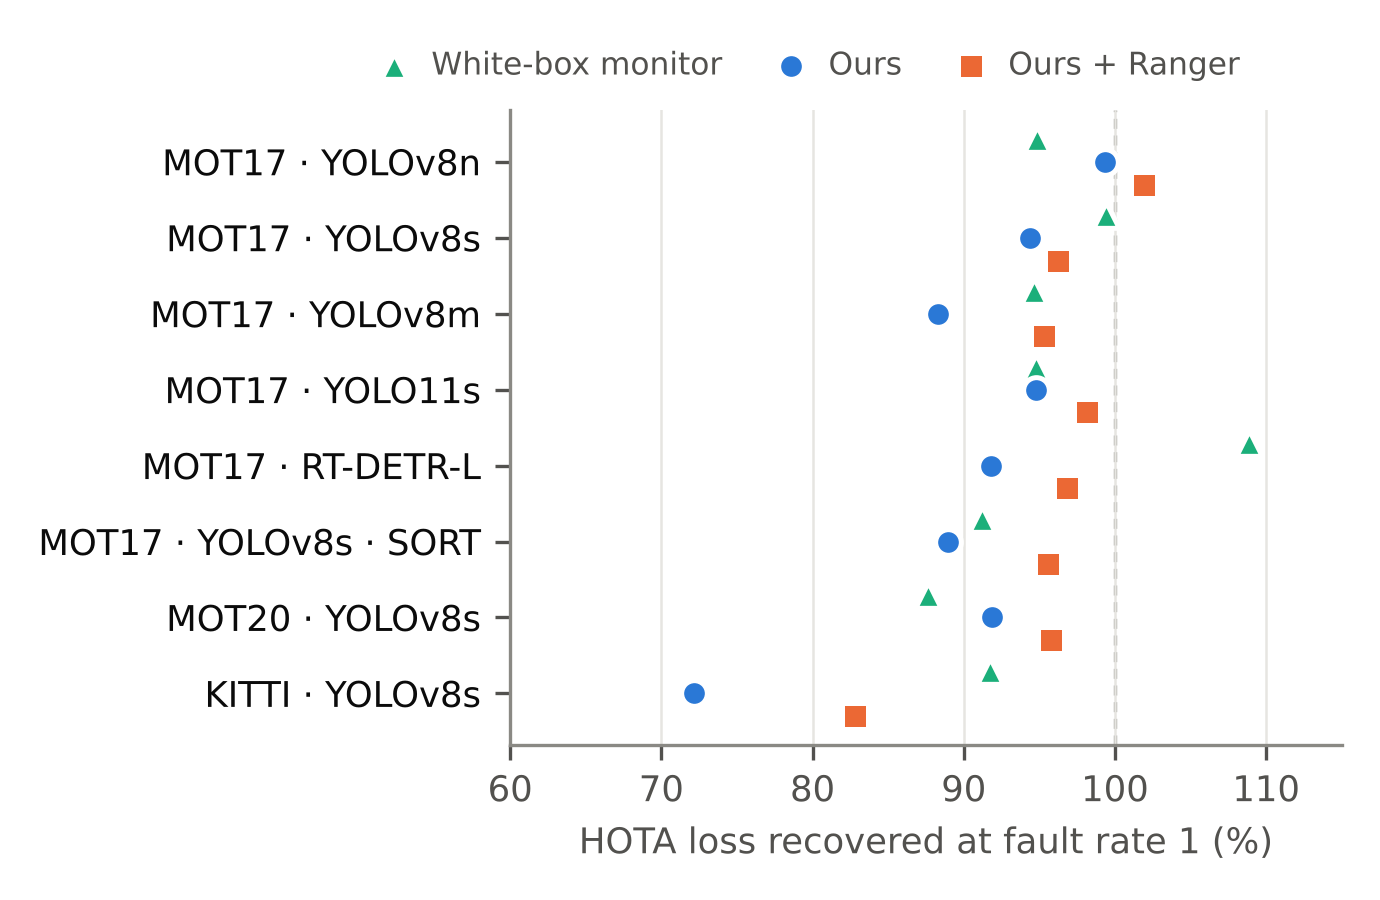 White-box monitor Ours Ours + Ranger
MOT17 · YOLOv8n
MOT17 · YOLOv8s
MOT17 · YOLOv8m
MOT17 · YOLO11s
MOT17 · RT-DETR-L
MOT17 · YOLOv8s · SORT
MOT20 · YOLOv8s
KITTI · YOLOv8s
60 70 80 90 100 110
HOTA loss recovered at fault rate 1 (%)